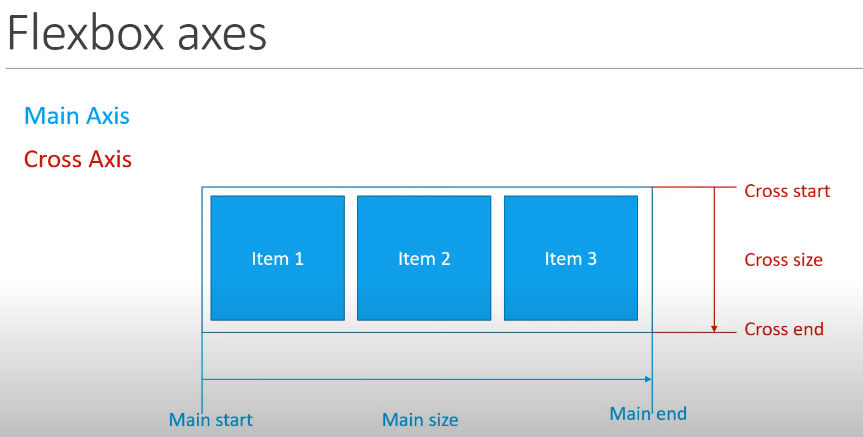 Flexbox axes
Main Axis
Cross Axis
Item 1
Item 2
Item 3
Cross start
Cross size
Cross end
Main start
Main size
Main end